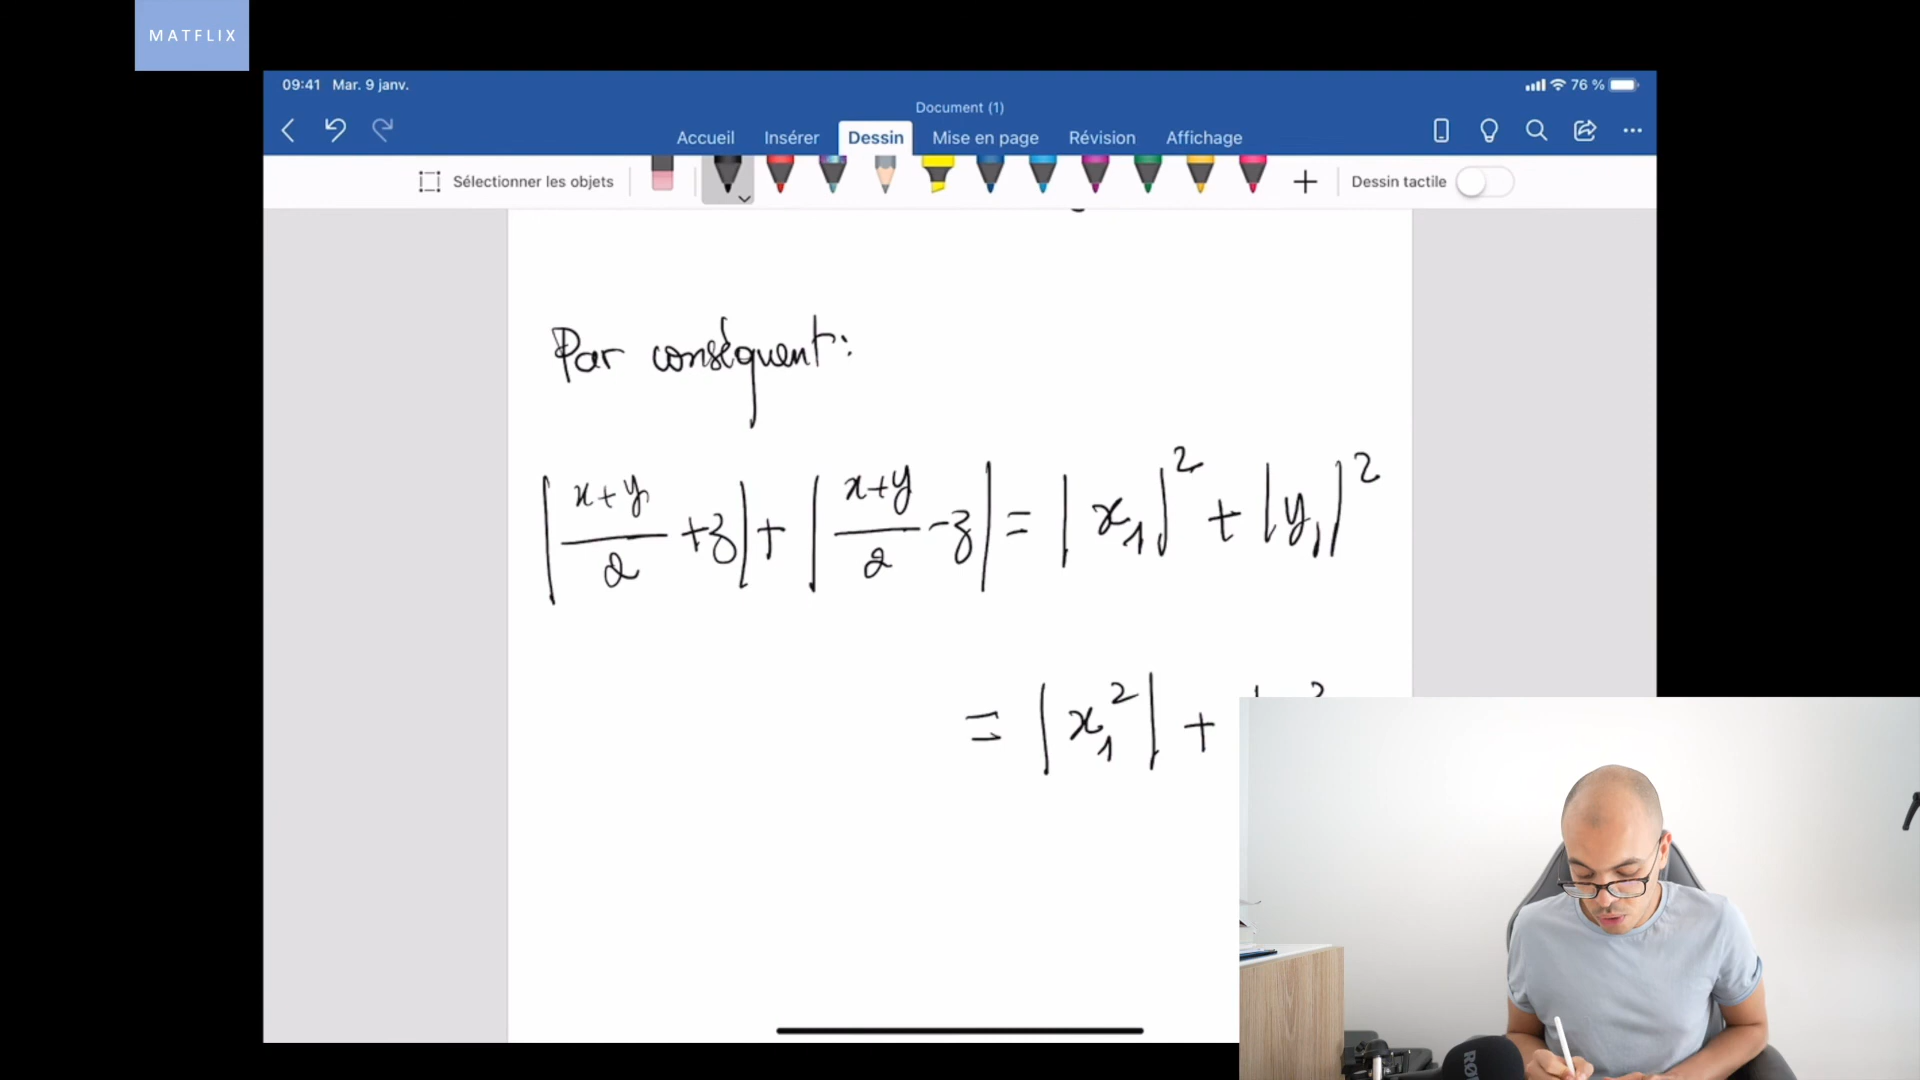 MATFLIX
09:41 Mar. 9 janv. 76 %
Document (1)
Accueil Insérer Dessin Mise en page Révision Affichage
Sélectionner les objets Dessin tactile
Par conséquent:
|x+y/2 + z| + |x+y/2 - z| = |x₁|² + |y₁|²
= |x₁²| +
RØ